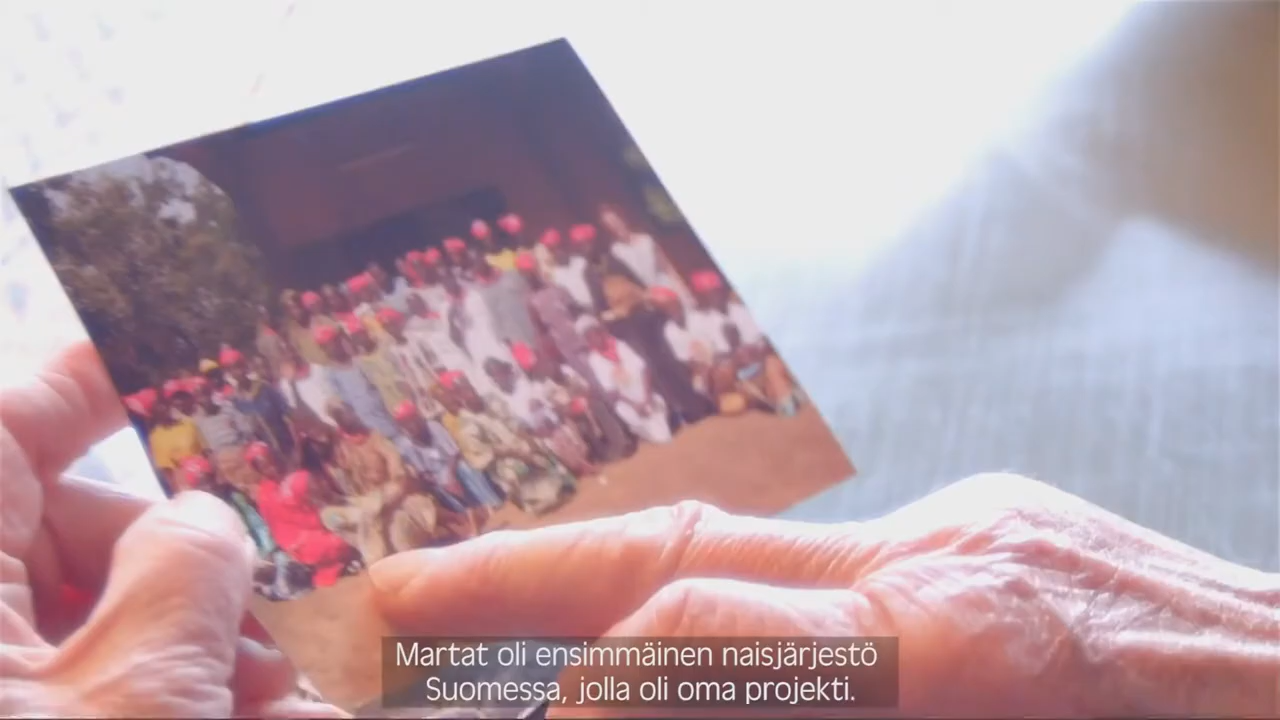 Martat oli ensimmäinen naisjärjestö
Suomessa, jolla oli oma projekti.